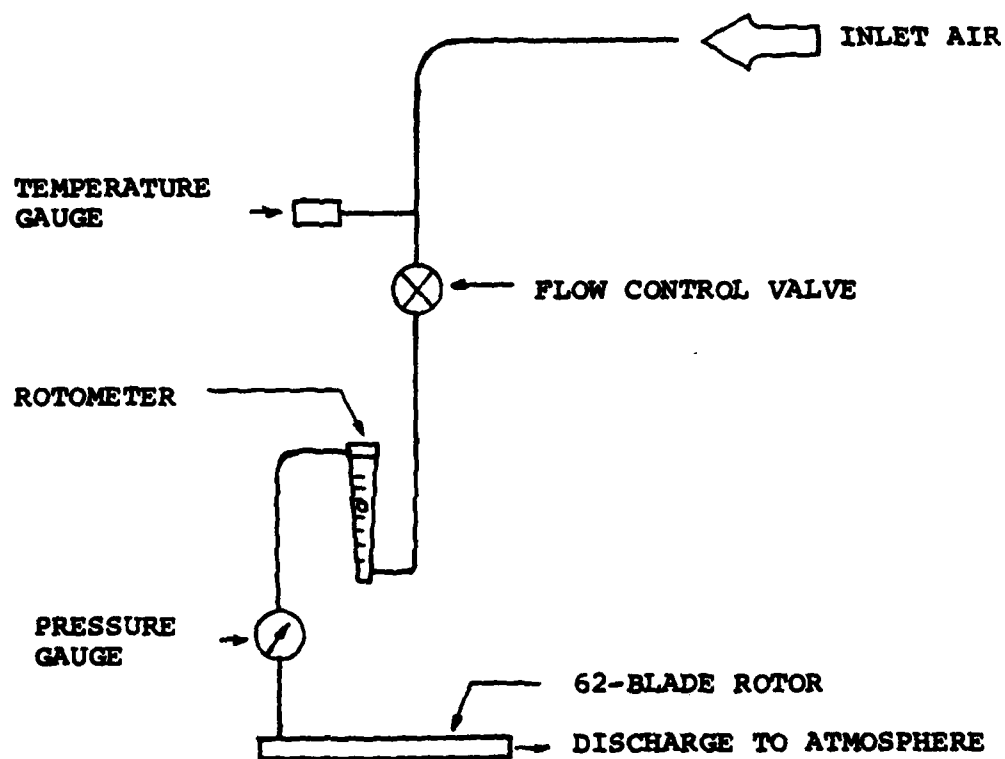 INLET AIR
TEMPERATURE
GAUGE
FLOW CONTROL VALVE
ROTOMETER
PRESSURE
GAUGE
62-BLADE ROTOR
DISCHARGE TO ATMOSPHERE